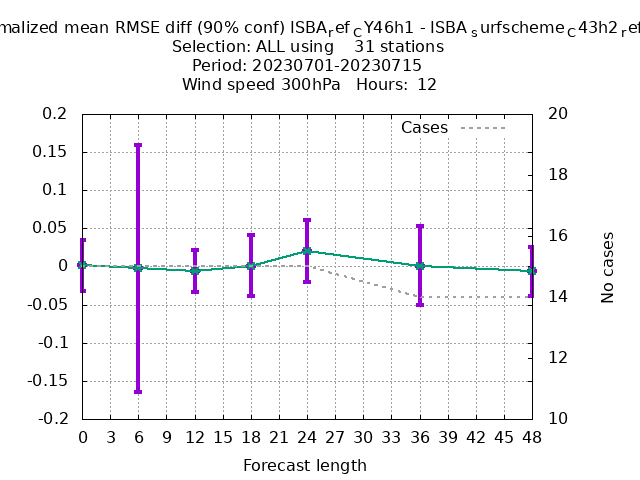 malized mean RMSE diff (90% conf) ISBA_ref_CY46h1 - ISBA_surfscheme_C43h2_ref
Selection: ALL using 31 stations
Period: 20230701-20230715
Wind speed 300hPa Hours: 12
Cases
0.2
0.15
0.1
0.05
0
-0.05
-0.1
-0.15
-0.2
20
18
16
14
12
10
No cases
0 3 6 9 12 15 18 21 24 27 30 33 36 39 42 45 48
Forecast length